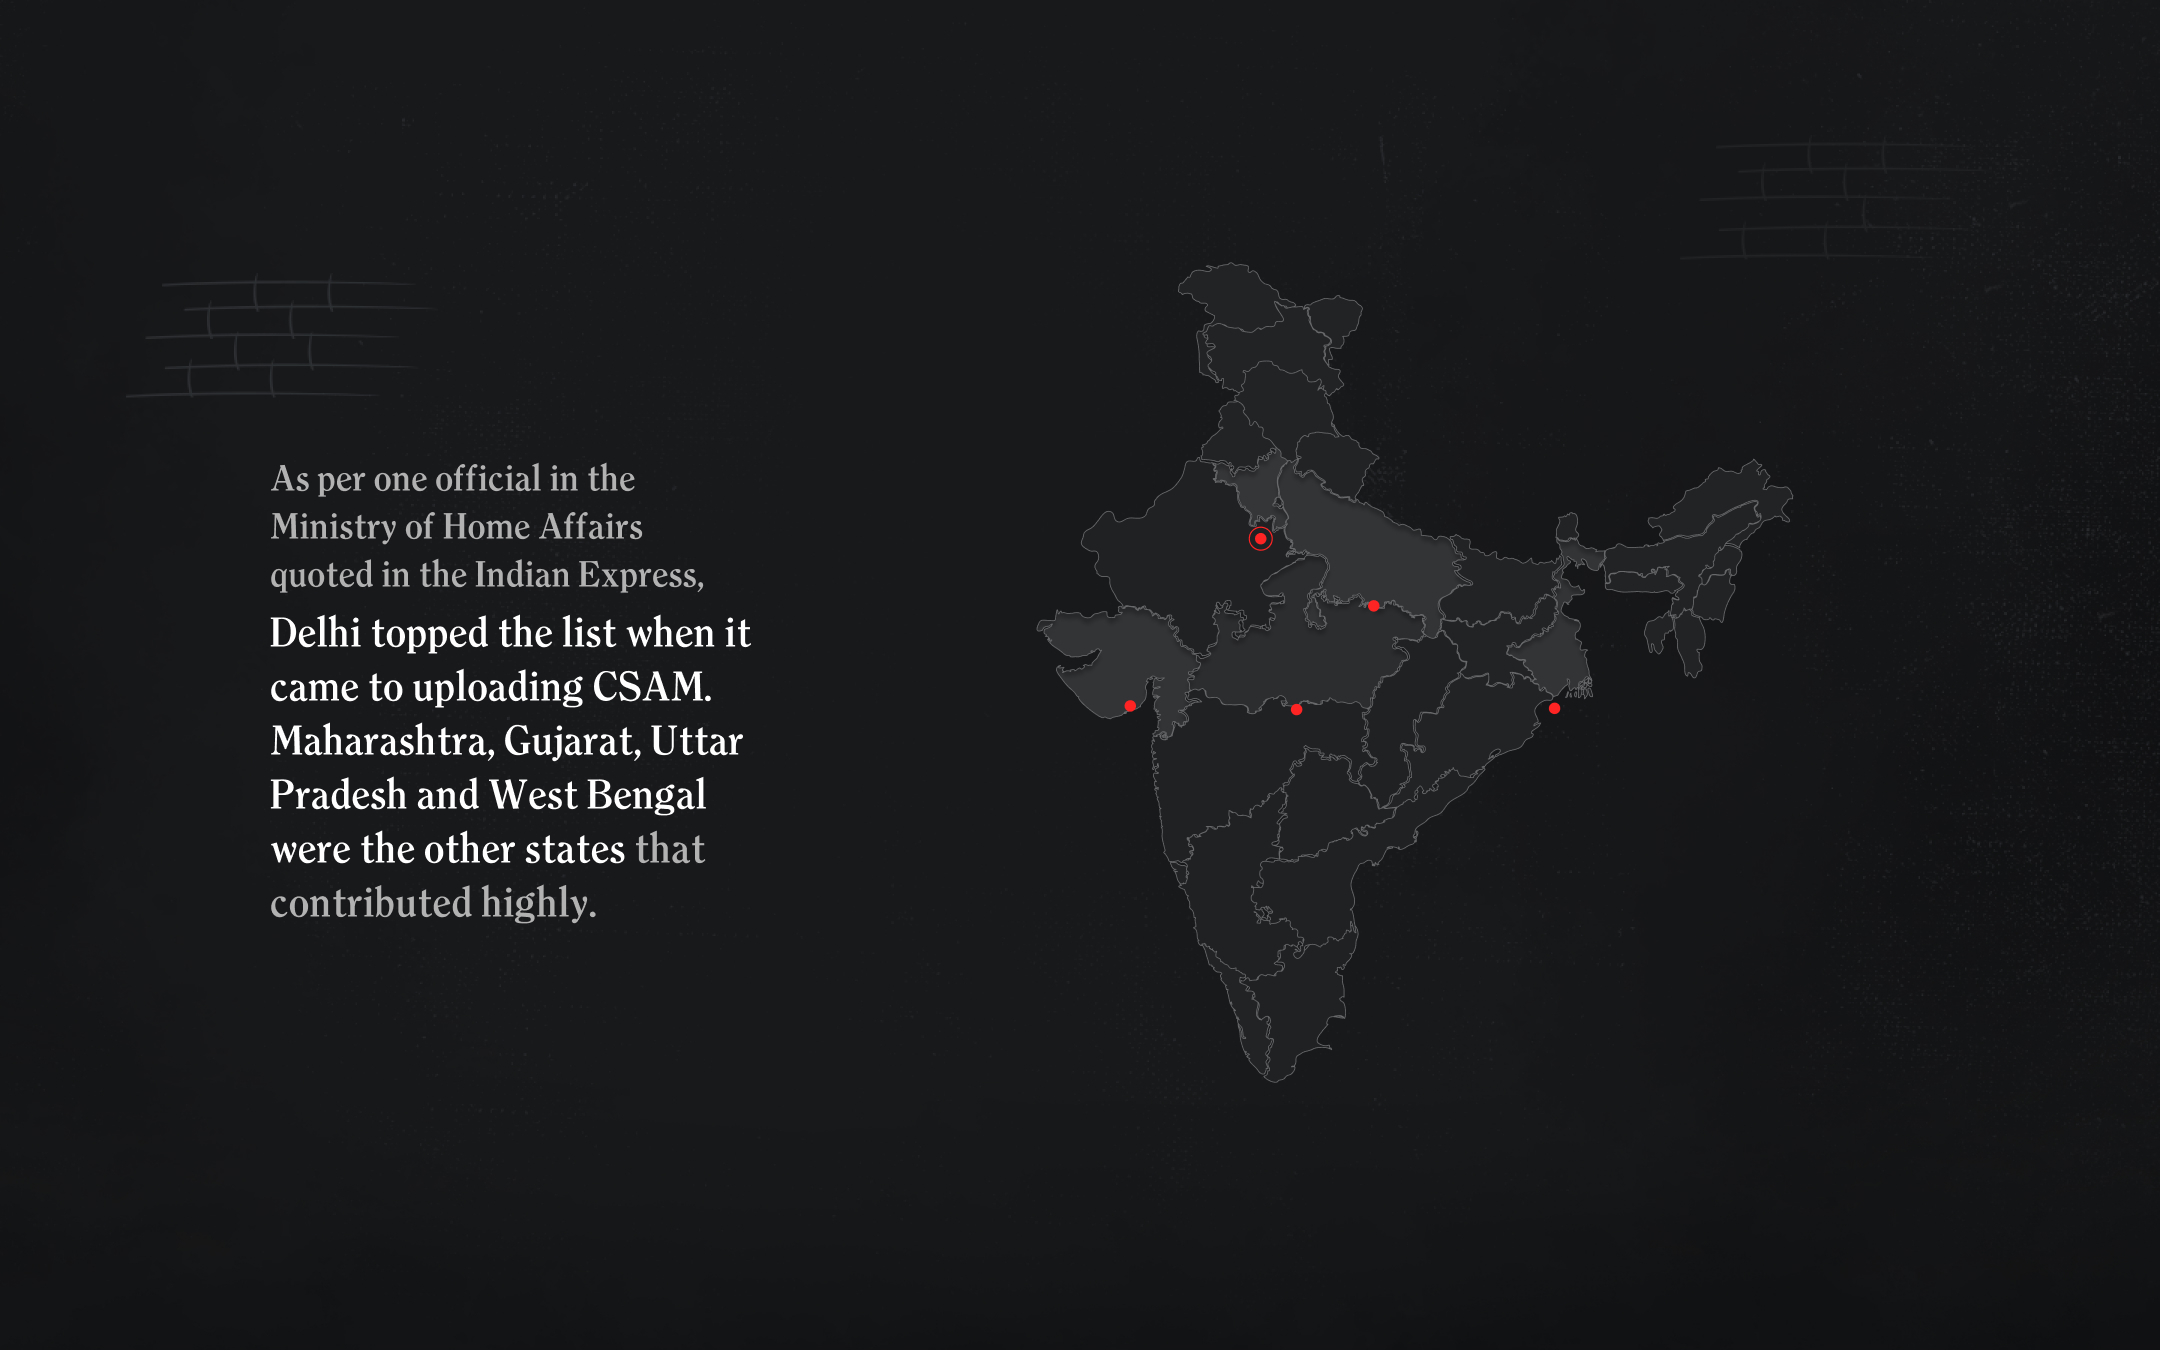 As per one official in the
Ministry of Home Affairs
quoted in the Indian Express,
Delhi topped the list when it
came to uploading CSAM.
Maharashtra, Gujarat, Uttar
Pradesh and West Bengal
were the other states that
contributed highly.